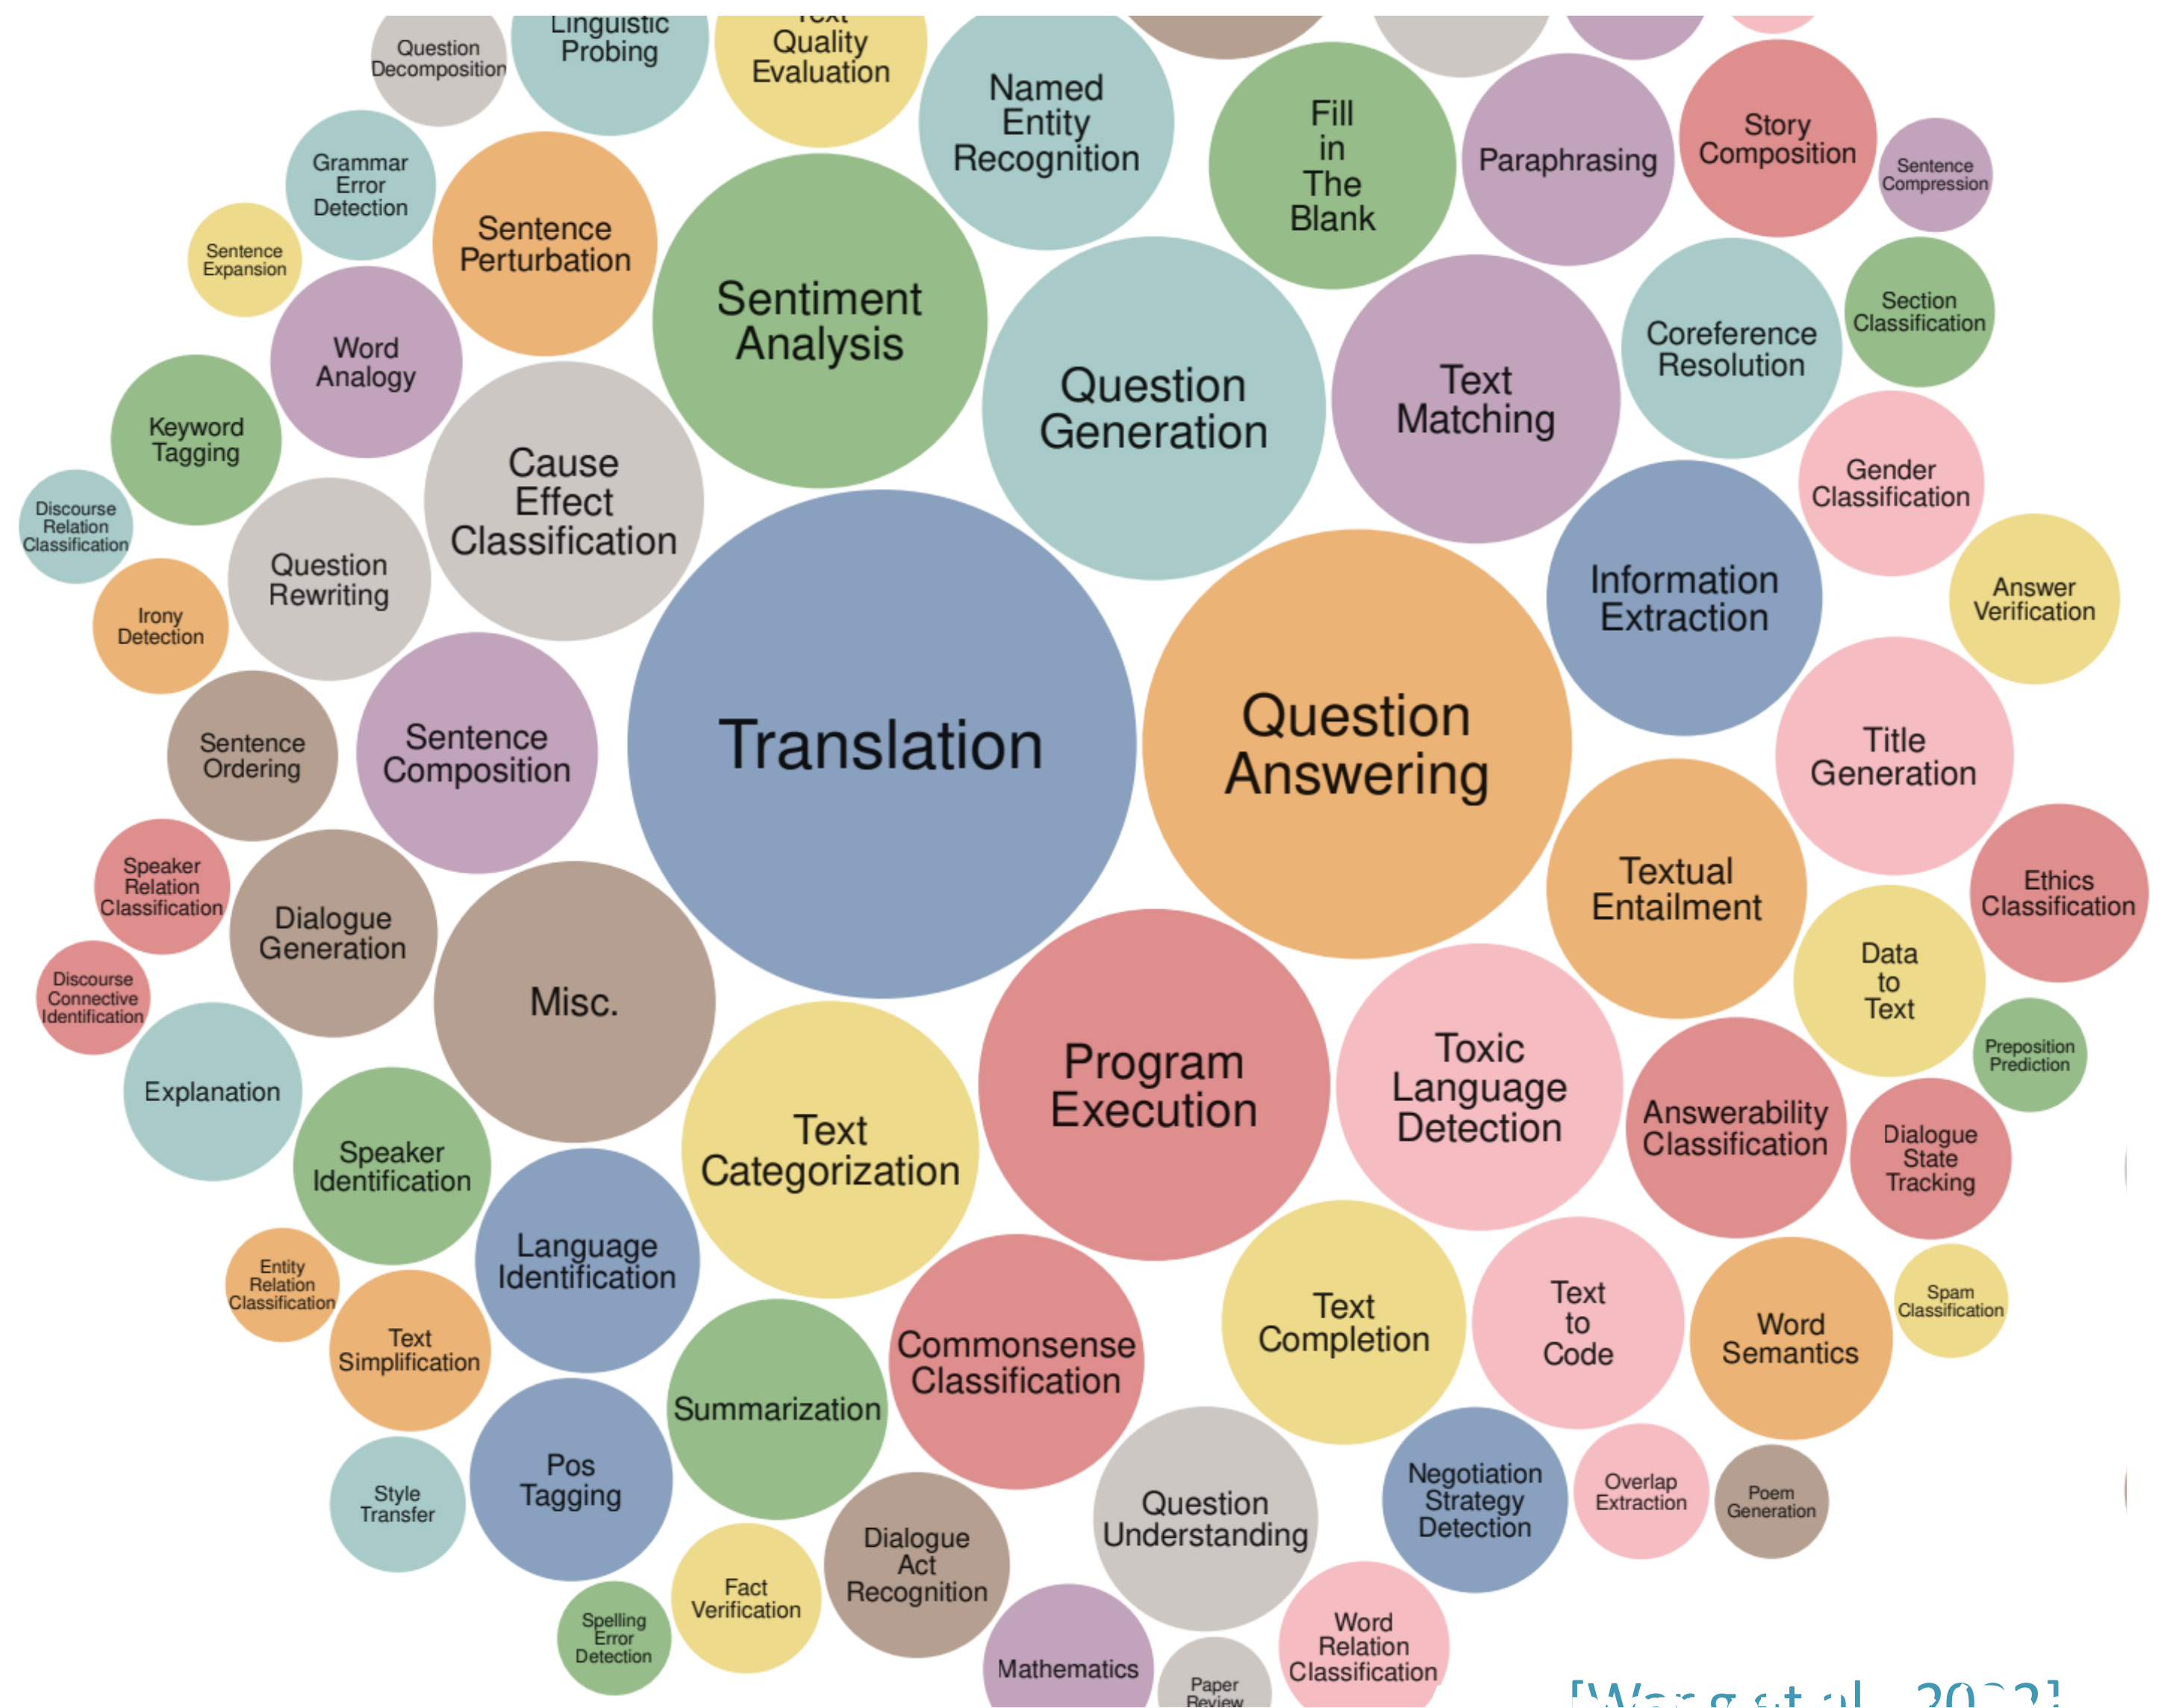 Question
Decomposition
Linguistic
Probing
Text
Quality
Evaluation
Named
Entity
Recognition
Fill
in
The
Blank
Paraphrasing
Story
Composition
Sentence
Compression
Grammar
Error
Detection
Sentence
Expansion
Sentence
Perturbation
Sentiment
Analysis
Question
Generation
Text
Matching
Coreference
Resolution
Section
Classification
Word
Analogy
Keyword
Tagging
Cause
Effect
Classification
Gender
Classification
Discourse
Relation
Classification
Question
Rewriting
Irony
Detection
Information
Extraction
Answer
Verification
Sentence
Ordering
Sentence
Composition
Translation
Question
Answering
Title
Generation
Speaker
Relation
Classification
Dialogue
Generation
Textual
Entailment
Ethics
Classification
Discourse
Connective
Identification
Misc.
Data
to
Text
Explanation
Program
Execution
Toxic
Language
Detection
Preposition
Prediction
Speaker
Identification
Text
Categorization
Answerability
Classification
Dialogue
State
Tracking
Entity
Relation
Classification
Language
Identification
Text
Simplification
Commonsense
Classification
Text
Completion
Text
to
Code
Word
Semantics
Spam
Classification
Summarization
Style
Transfer
Pos
Tagging
Question
Understanding
Negotiation
Strategy
Detection
Overlap
Extraction
Poem
Generation
Spelling
Error
Detection
Fact
Verification
Dialogue
Act
Recognition
Mathematics
Paper
Review
Word
Relation
Classification